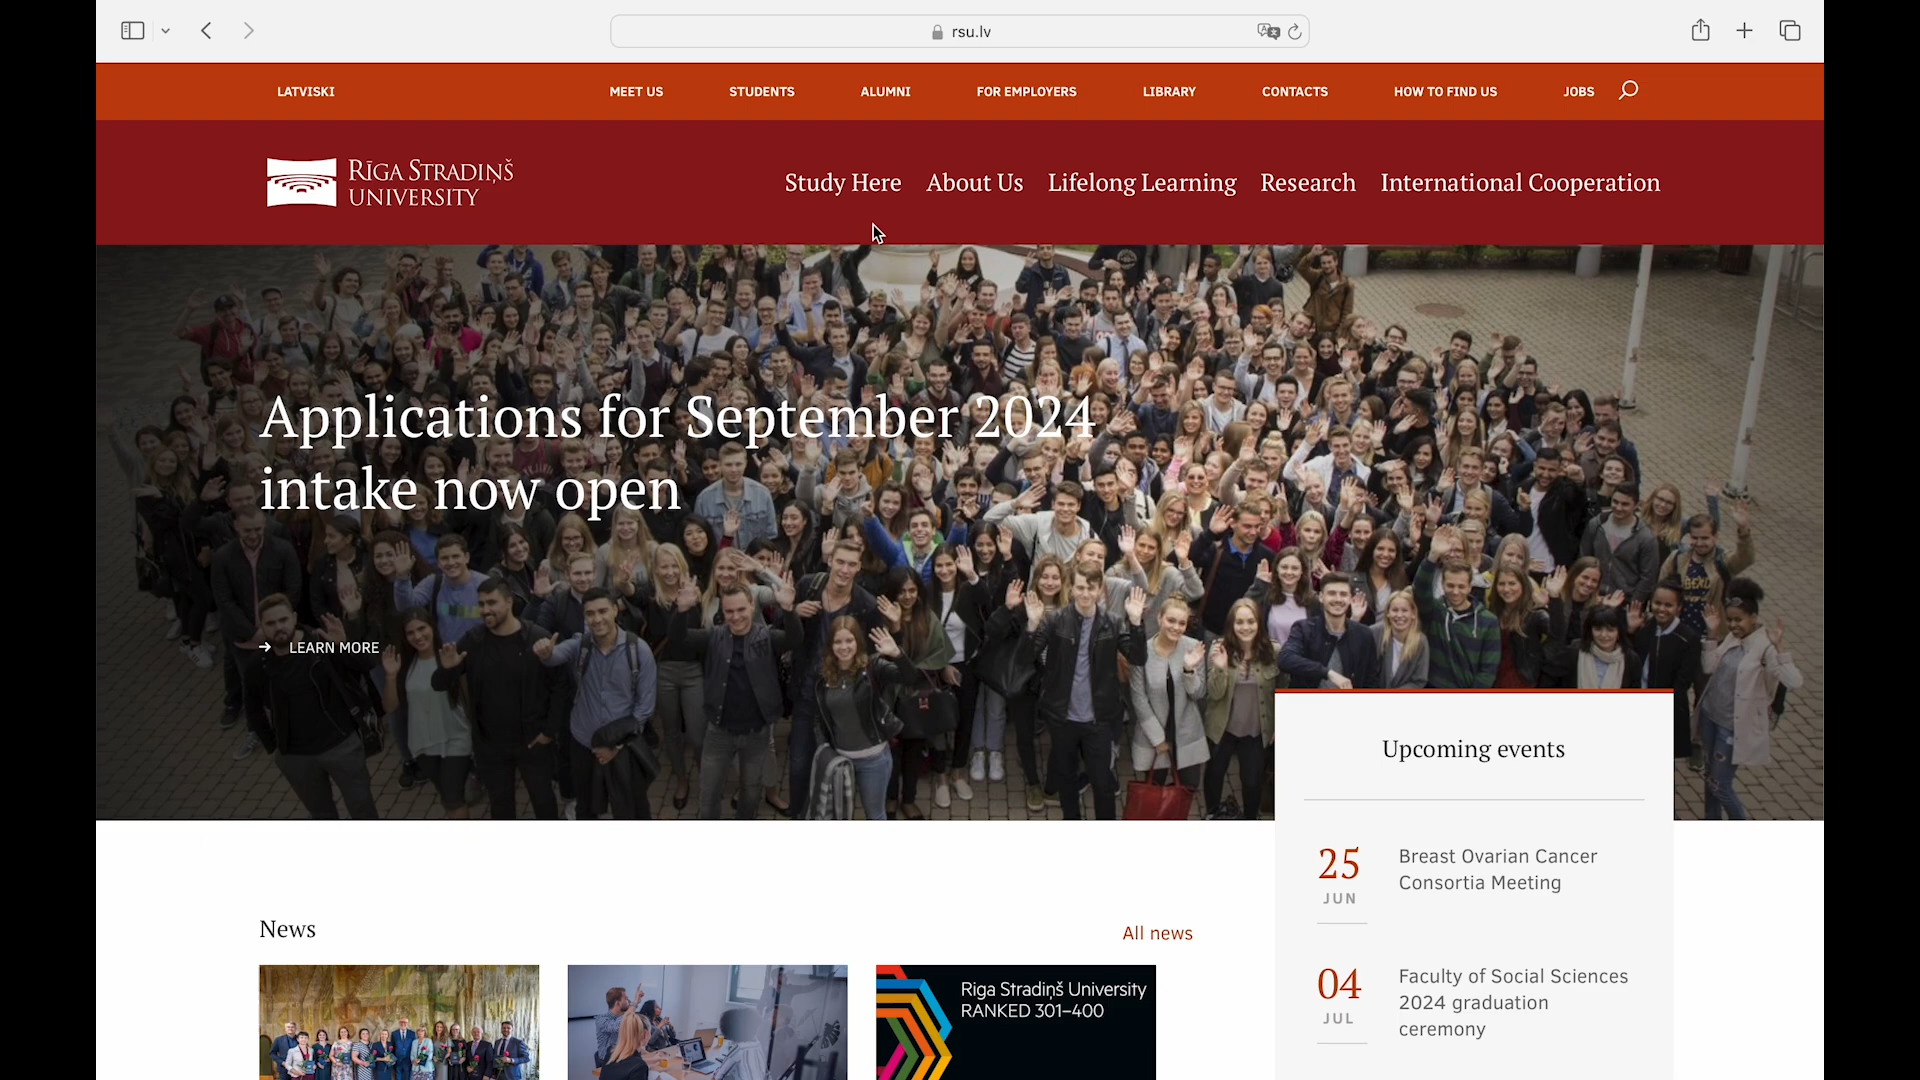 rsu.lv
LATVISKI
MEET US
STUDENTS
ALUMNI
FOR EMPLOYERS
LIBRARY
CONTACTS
HOW TO FIND US
JOBS
RĪGA STRADIŅŠ
UNIVERSITY
Study Here
About Us
Lifelong Learning
Research
International Cooperation
Applications for September 2024
intake now open
LEARN MORE
Upcoming events
25
JUN
Breast Ovarian Cancer
Consortia Meeting
04
JUL
Faculty of Social Sciences
2024 graduation
ceremony
News
All news
Riga Stradiņš University
RANKED 301–400